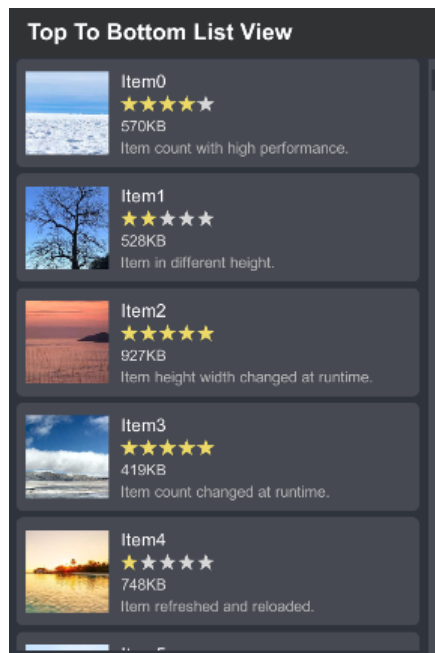 Top To Bottom List View
Item0
570KB
Item count with high performance.
Item1
528KB
Item in different height.
Item2
927KB
Item height width changed at runtime.
Item3
419KB
Item count changed at runtime.
Item4
748KB
Item refreshed and reloaded.